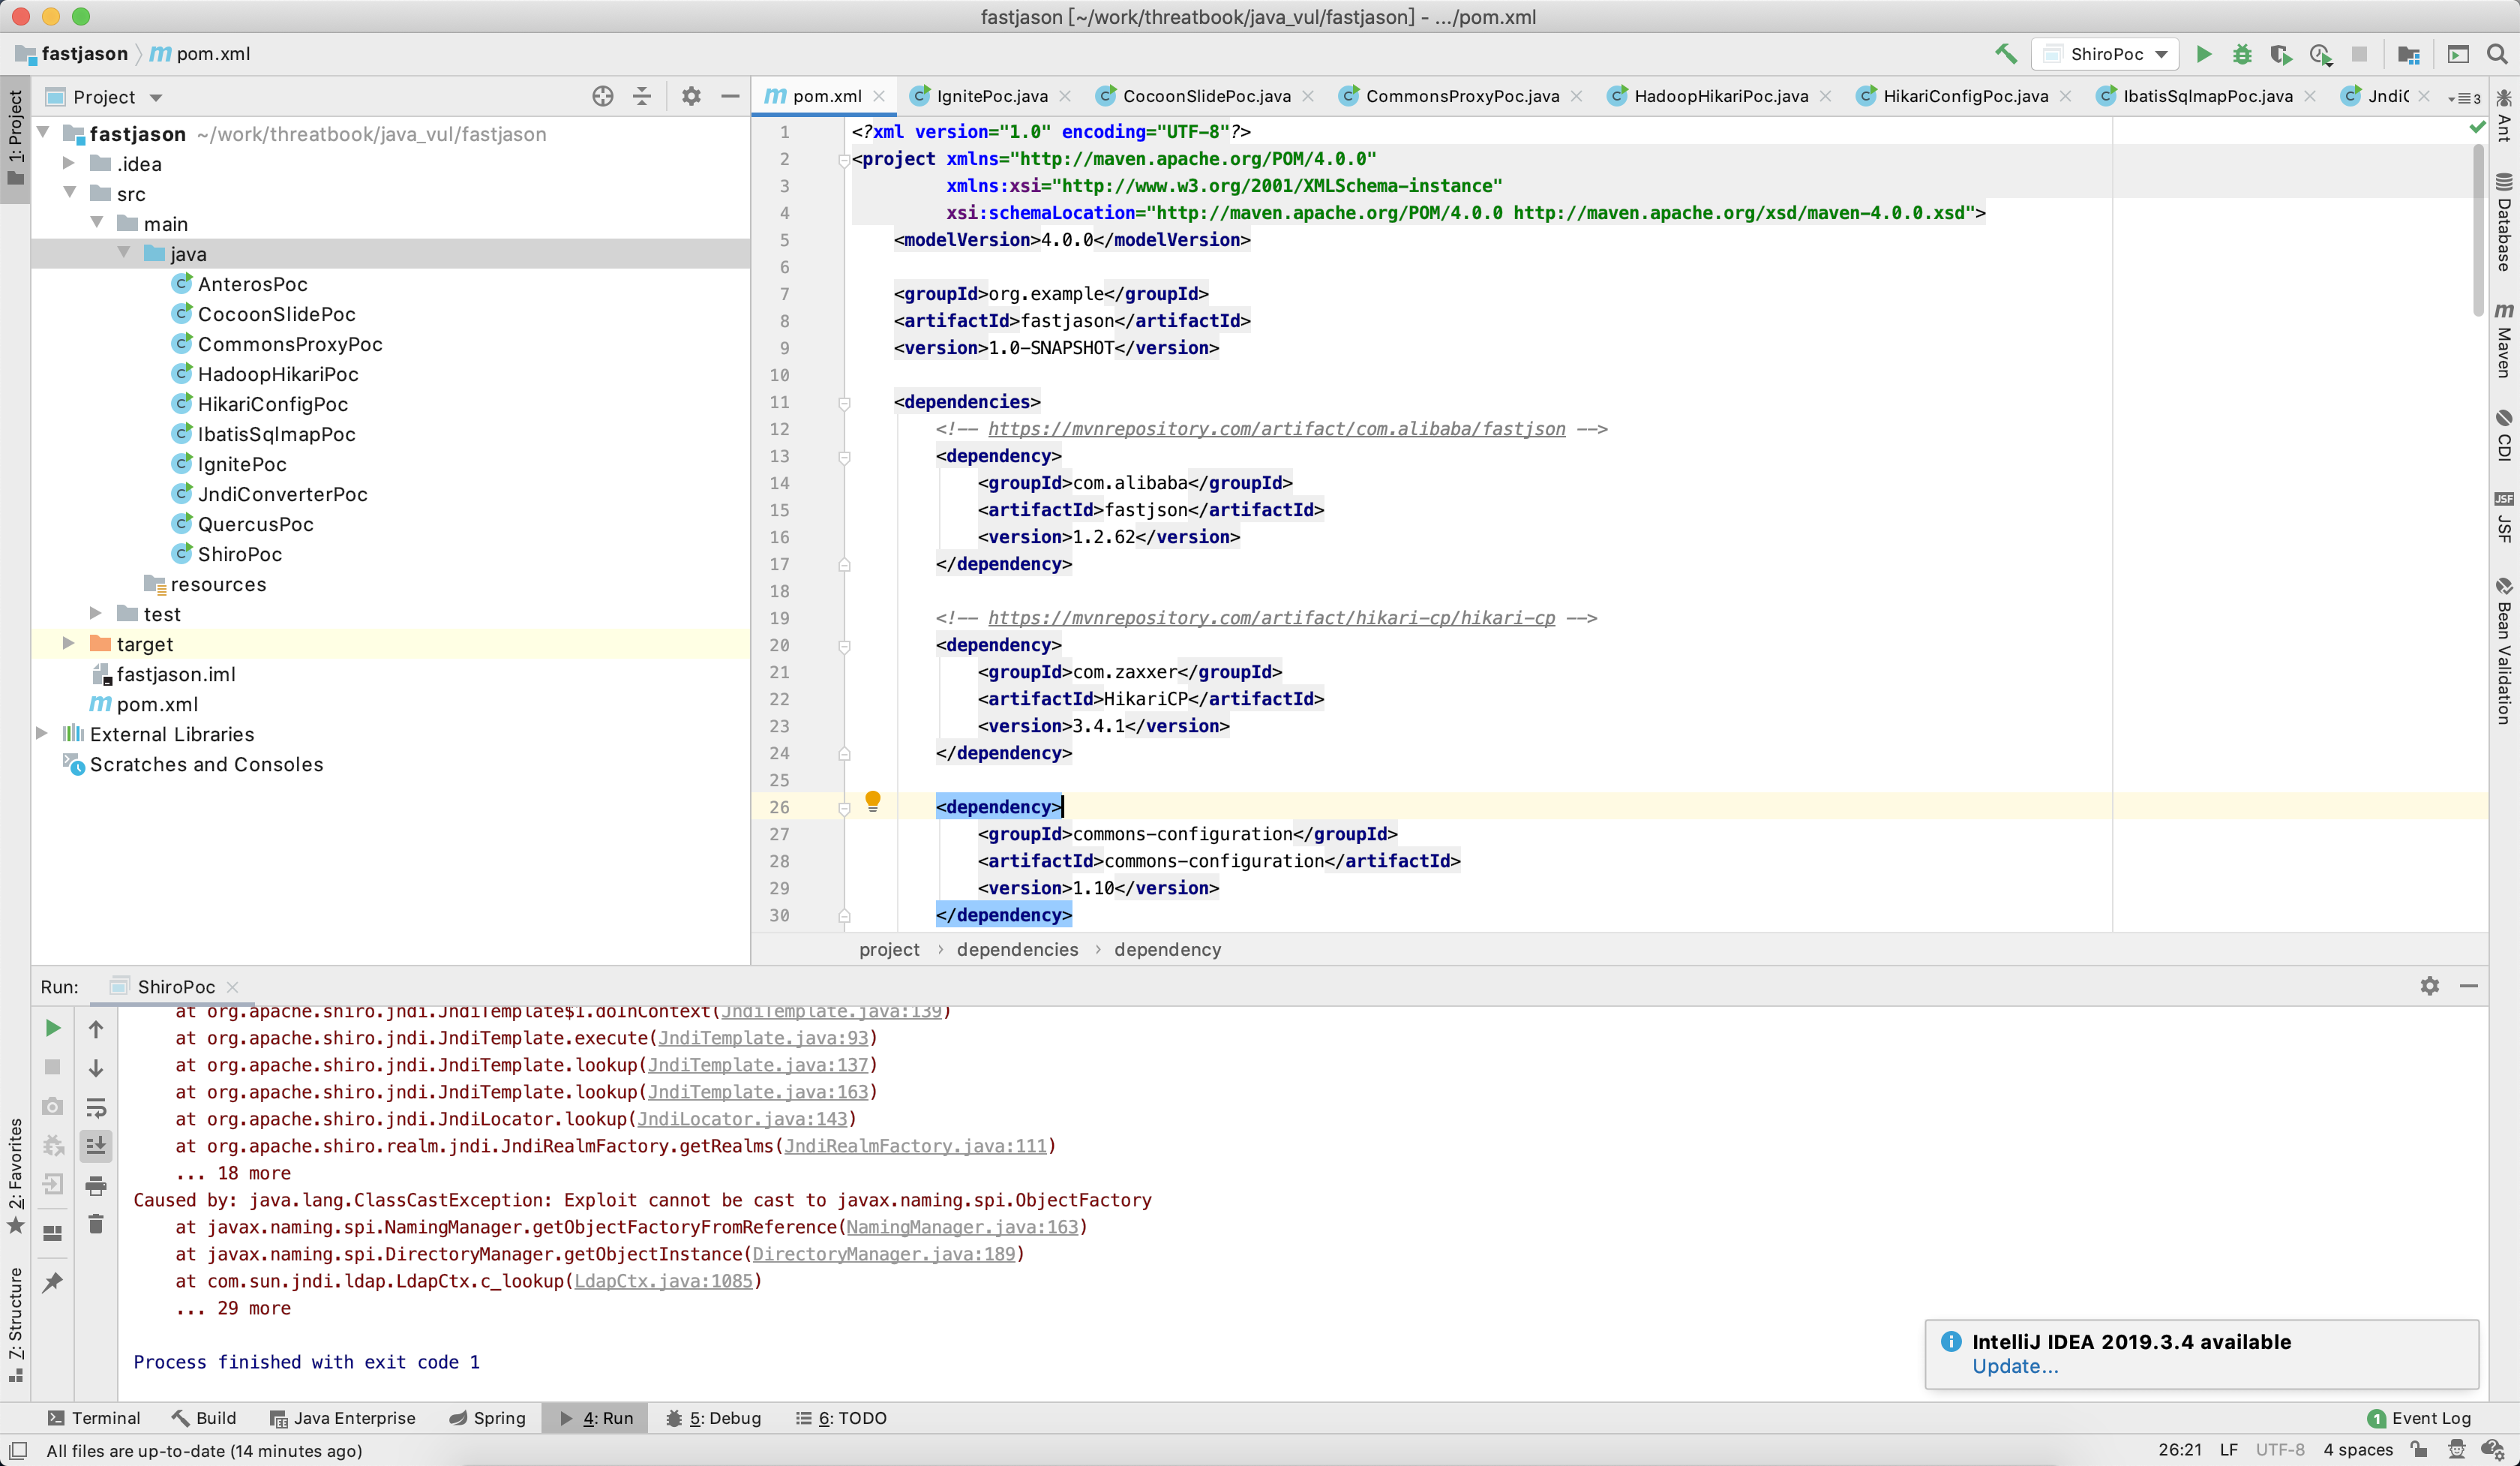 fastjason [~/work/threatbook/java_vul/fastjason] - .../pom.xml
fastjason
pom.xml
ShiroPoc
1: Project
Project
pom.xml
IgnitePoc.java
CocoonSlidePoc.java
CommonsProxyPoc.java
HadoopHikariPoc.java
HikariConfigPoc.java
IbatisSqlmapPoc.java
JndiC
3
fastjason ~/work/threatbook/java_vul/fastjason
.idea
src
main
java
AnterosPoc
CocoonSlidePoc
CommonsProxyPoc
HadoopHikariPoc
HikariConfigPoc
IbatisSqlmapPoc
IgnitePoc
JndiConverterPoc
QuercusPoc
ShiroPoc
resources
test
target
fastjason.iml
pom.xml
External Libraries
Scratches and Consoles
1 <?xml version="1.0" encoding="UTF-8"?>
2 <project xmlns="http://maven.apache.org/POM/4.0.0"
3 xmlns:xsi="http://www.w3.org/2001/XMLSchema-instance"
4 xsi:schemaLocation="http://maven.apache.org/POM/4.0.0 http://maven.apache.org/xsd/maven-4.0.0.xsd">
5 <modelVersion>4.0.0</modelVersion>
6
7 <groupId>org.example</groupId>
8 <artifactId>fastjason</artifactId>
9 <version>1.0-SNAPSHOT</version>
10
11 <dependencies>
12 <!-- https://mvnrepository.com/artifact/com.alibaba/fastjson -->
13 <dependency>
14 <groupId>com.alibaba</groupId>
15 <artifactId>fastjson</artifactId>
16 <version>1.2.62</version>
17 </dependency>
18
19 <!-- https://mvnrepository.com/artifact/hikari-cp/hikari-cp -->
20 <dependency>
21 <groupId>com.zaxxer</groupId>
22 <artifactId>HikariCP</artifactId>
23 <version>3.4.1</version>
24 </dependency>
25
26 <dependency>
27 <groupId>commons-configuration</groupId>
28 <artifactId>commons-configuration</artifactId>
29 <version>1.10</version>
30 </dependency>
project › dependencies › dependency
Ant
Database
m
Maven
CDI
JSF
JSF
Bean Validation
Run: ShiroPoc
at org.apache.shiro.jndi.JndiTemplate$1.doInContext(JndiTemplate.java:139)
at org.apache.shiro.jndi.JndiTemplate.execute(JndiTemplate.java:93)
at org.apache.shiro.jndi.JndiTemplate.lookup(JndiTemplate.java:137)
at org.apache.shiro.jndi.JndiTemplate.lookup(JndiTemplate.java:163)
at org.apache.shiro.jndi.JndiLocator.lookup(JndiLocator.java:143)
at org.apache.shiro.realm.jndi.JndiRealmFactory.getRealms(JndiRealmFactory.java:111)
... 18 more
Caused by: java.lang.ClassCastException: Exploit cannot be cast to javax.naming.spi.ObjectFactory
at javax.naming.spi.NamingManager.getObjectFactoryFromReference(NamingManager.java:163)
at javax.naming.spi.DirectoryManager.getObjectInstance(DirectoryManager.java:189)
at com.sun.jndi.ldap.LdapCtx.c_lookup(LdapCtx.java:1085)
... 29 more
Process finished with exit code 1
2: Favorites
7: Structure
IntelliJ IDEA 2019.3.4 available
Update...
Terminal
Build
Java Enterprise
Spring
4: Run
5: Debug
6: TODO
1 Event Log
All files are up-to-date (14 minutes ago)
26:21 LF UTF-8 4 spaces